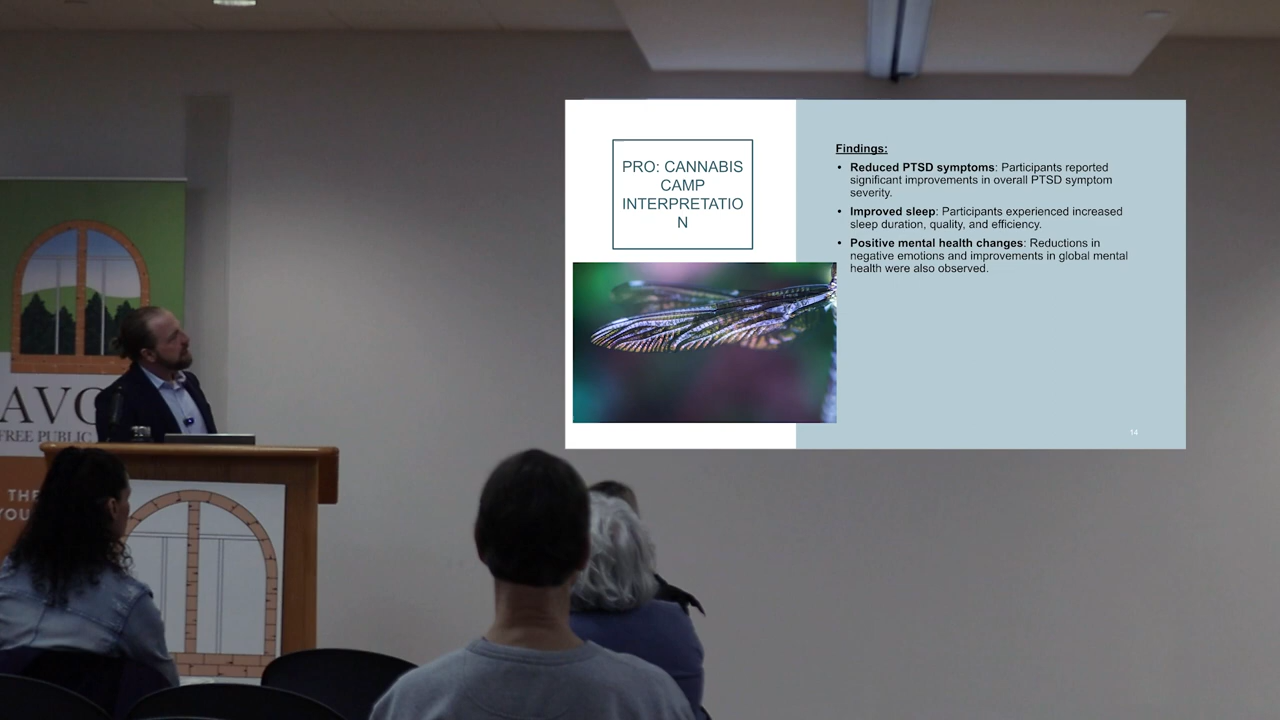 PRO: CANNABIS
CAMP
INTERPRETATIO
N
Findings:
• Reduced PTSD symptoms: Participants reported
significant improvements in overall PTSD symptom
severity.
• Improved sleep: Participants experienced increased
sleep duration, quality, and efficiency.
• Positive mental health changes: Reductions in
negative emotions and improvements in global mental
health were also observed.
14
AVO
FREE PUBLIC
THE
YOU